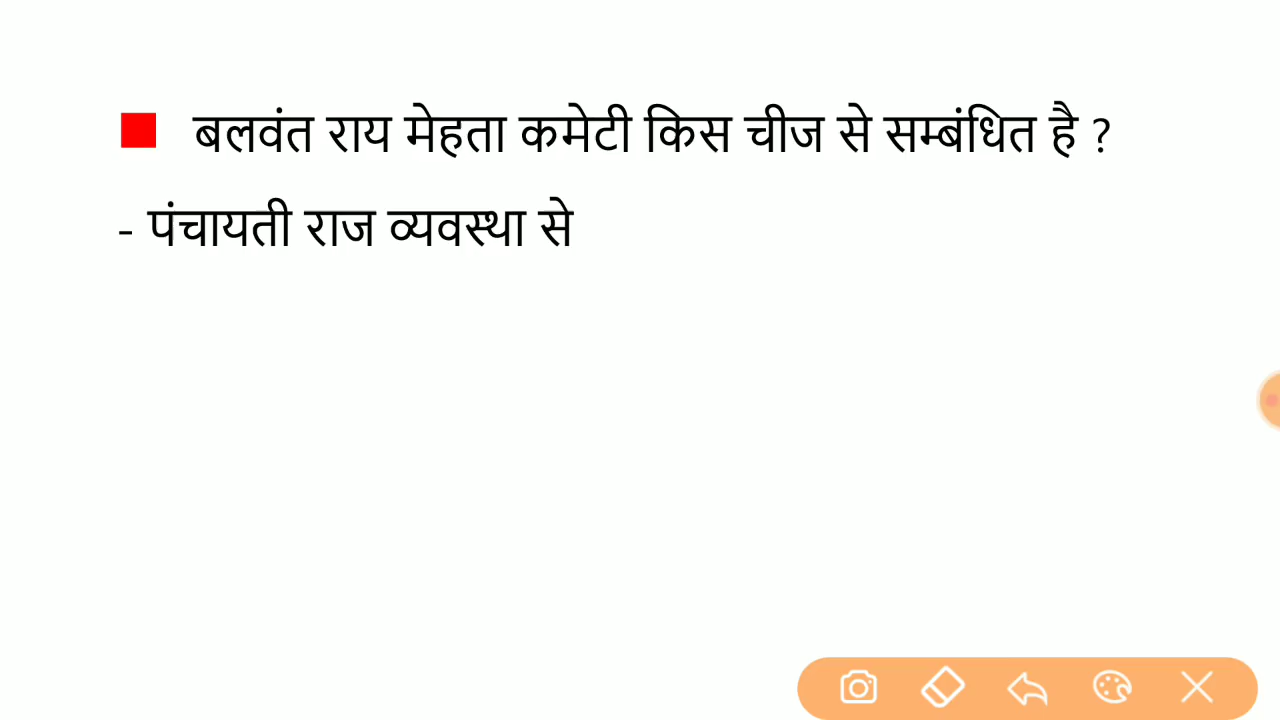 बलवंत राय मेहता कमेटी किस चीज से सम्बंधित है ?
- पंचायती राज व्यवस्था से